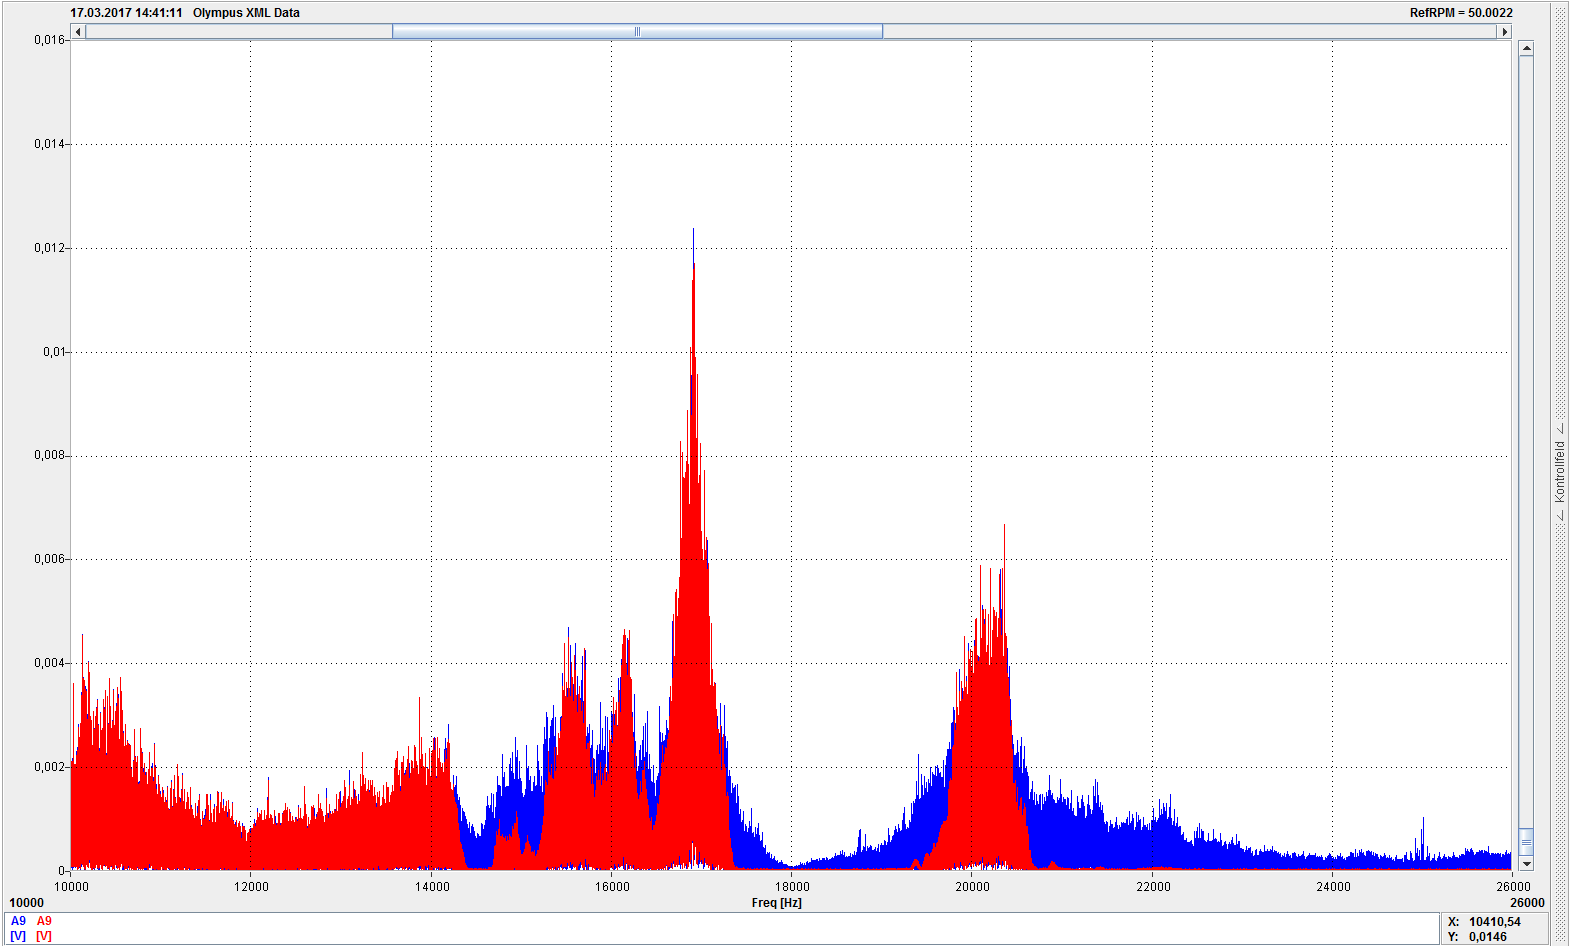 17.03.2017 14:41:11 Olympus XML Data RefRPM = 50.0022
0,016
0,014
0,012
0,01
0,008
0,006
0,004
0,002
0
10000 12000 14000 16000 18000 20000 22000 24000 26000
10000 Freq [Hz] 26000
A9 A9
[V] [V]
X: 10410,54
Y: 0,0146
Kontrollfeld